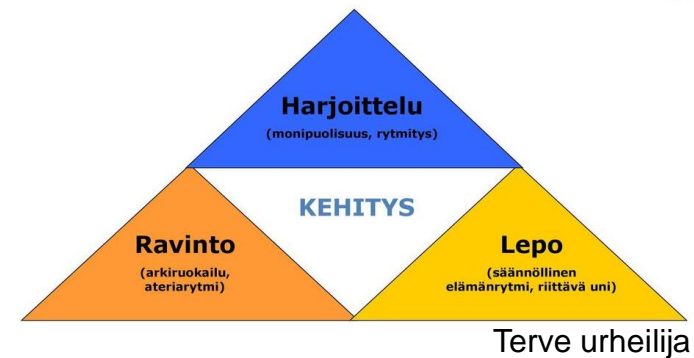 Harjoittelu
(monipuolisuus, rytmitys)
KEHITYS
Ravinto
(arkiruokailu,
ateriarytmi)
Lepo
(säännöllinen
elämänrytmi, riittävä uni)
Terve urheilija